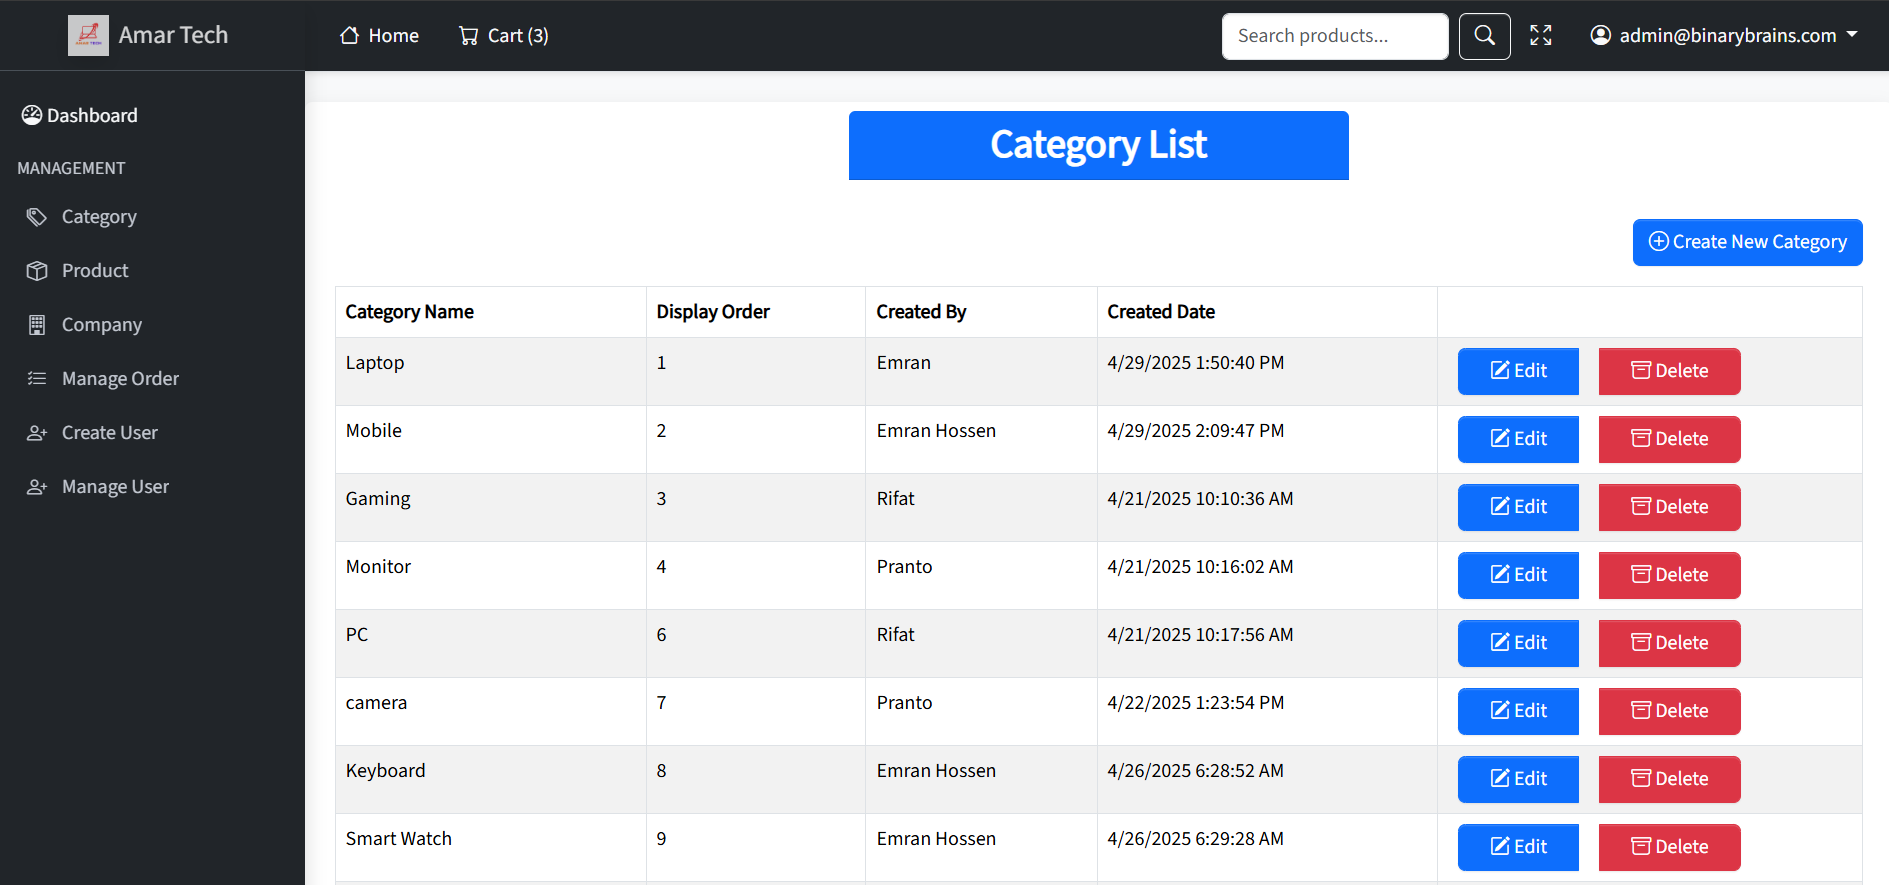 Amar Tech
Home
Cart (3)
Search products...
admin@binarybrains.com
Dashboard
MANAGEMENT
Category
Product
Company
Manage Order
Create User
Manage User
Category List
Create New Category
Category Name Display Order Created By Created Date
Laptop 1 Emran 4/29/2025 1:50:40 PM Edit Delete
Mobile 2 Emran Hossen 4/29/2025 2:09:47 PM Edit Delete
Gaming 3 Rifat 4/21/2025 10:10:36 AM Edit Delete
Monitor 4 Pranto 4/21/2025 10:16:02 AM Edit Delete
PC 6 Rifat 4/21/2025 10:17:56 AM Edit Delete
camera 7 Pranto 4/22/2025 1:23:54 PM Edit Delete
Keyboard 8 Emran Hossen 4/26/2025 6:28:52 AM Edit Delete
Smart Watch 9 Emran Hossen 4/26/2025 6:29:28 AM Edit Delete